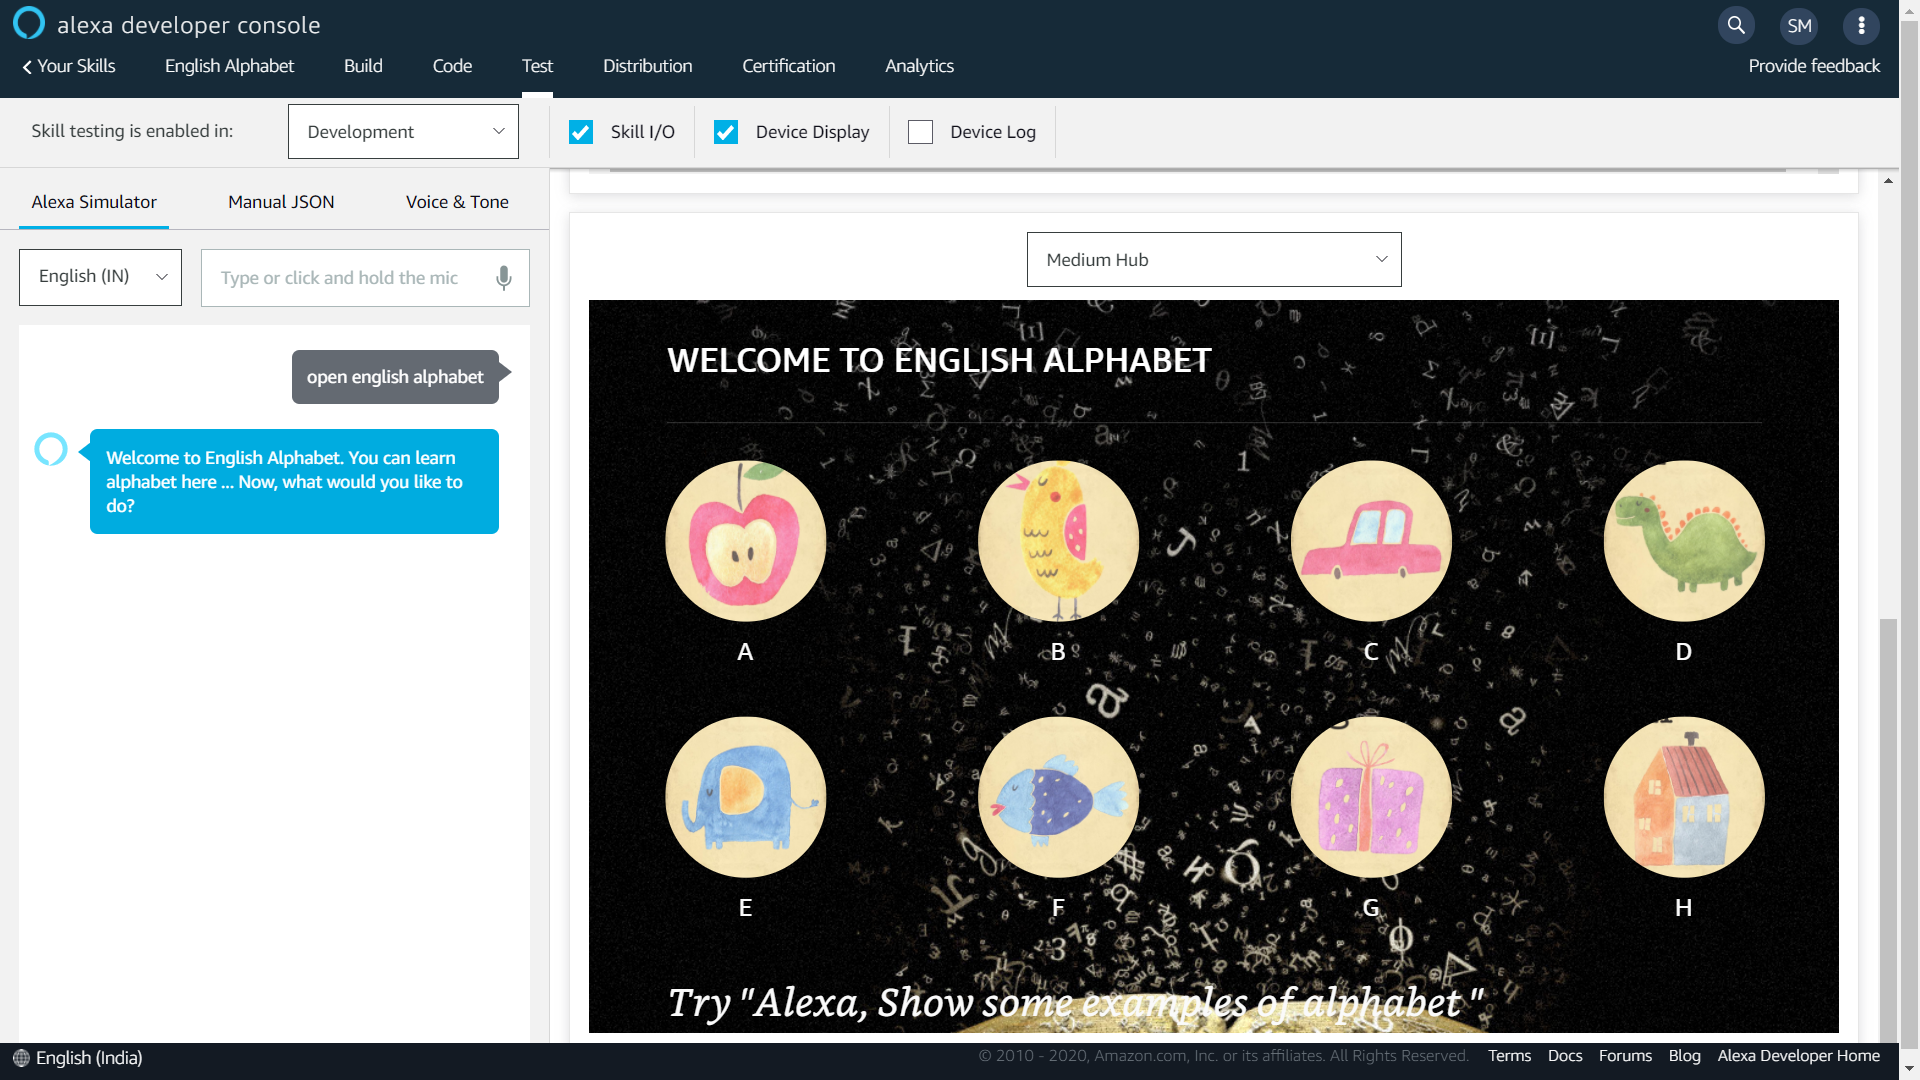 alexa developer console
SM
Your Skills
English Alphabet
Build
Code
Test
Distribution
Certification
Analytics
Provide feedback
Skill testing is enabled in:
Development
Skill I/O
Device Display
Device Log
Alexa Simulator
Manual JSON
Voice & Tone
English (IN)
Type or click and hold the mic
open english alphabet
Welcome to English Alphabet. You can learn
alphabet here ... Now, what would you like to
do?
Medium Hub
WELCOME TO ENGLISH ALPHABET
A
B
C
D
E
F
G
H
Try "Alexa, Show some examples of alphabet "
English (India)
© 2010 - 2020, Amazon.com, Inc. or its affiliates. All Rights Reserved.
Terms
Docs
Forums
Blog
Alexa Developer Home